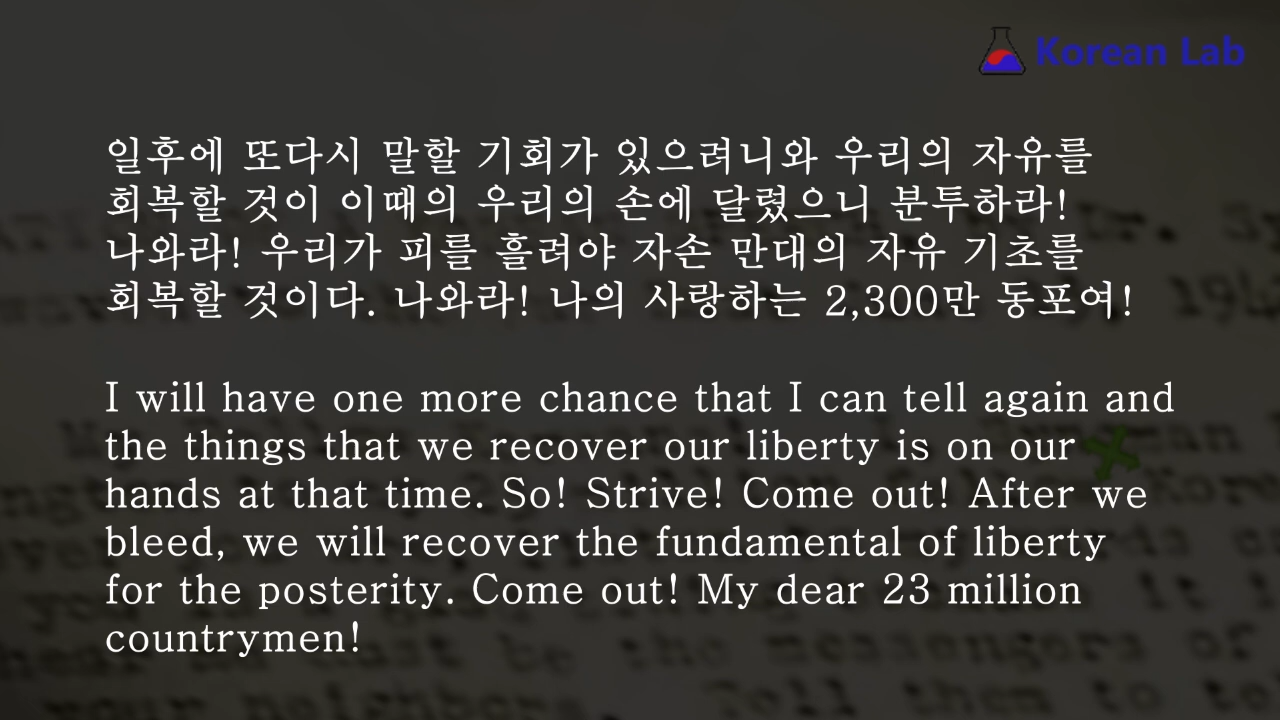 Korean Lab
일후에 또다시 말할 기회가 있으려니와 우리의 자유를
회복할 것이 이때의 우리의 손에 달렸으니 분투하라!
나와라! 우리가 피를 흘려야 자손 만대의 자유 기초를
회복할 것이다. 나와라! 나의 사랑하는 2,300만 동포여!
I will have one more chance that I can tell again and
the things that we recover our liberty is on our
hands at that time. So! Strive! Come out! After we
bleed, we will recover the fundamental of liberty
for the posterity. Come out! My dear 23 million
countrymen!